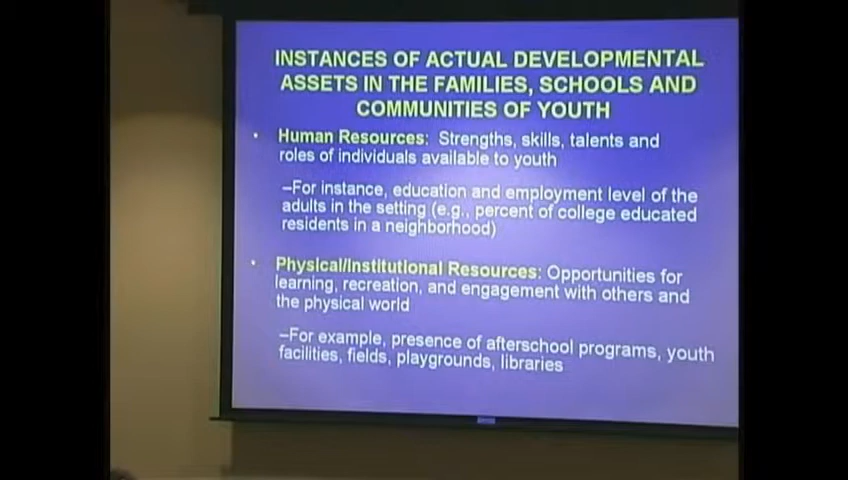 INSTANCES OF ACTUAL DEVELOPMENTAL
ASSETS IN THE FAMILIES, SCHOOLS AND
COMMUNITIES OF YOUTH
• Human Resources: Strengths, skills, talents and
roles of individuals available to youth
–For instance, education and employment level of the
adults in the setting (e.g., percent of college educated
residents in a neighborhood)
• Physical/Institutional Resources: Opportunities for
learning, recreation, and engagement with others and
the physical world
–For example, presence of afterschool programs, youth
facilities, fields, playgrounds, libraries